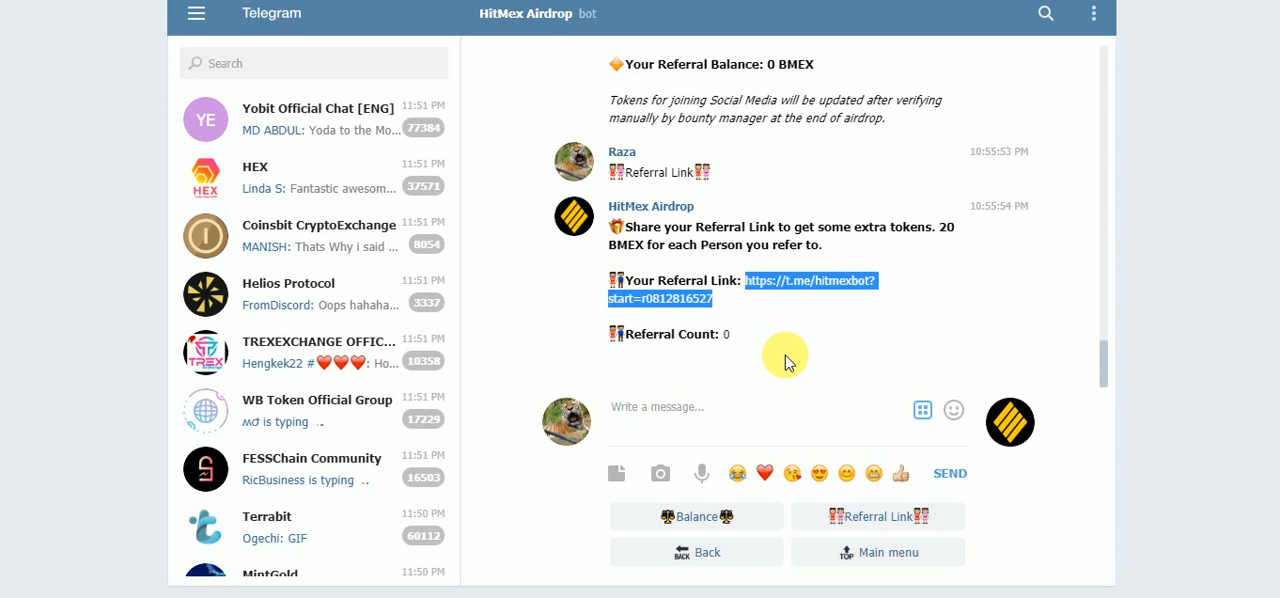 Telegram
HitMex Airdrop bot
Search
Yobit Official Chat [ENG] 11:51 PM
YE
MD ABDUL: Yoda to the Mo... 77384
HEX 11:51 PM
HEX
Linda S: Fantastic awesom... 37571
Coinsbit CryptoExchange 11:51 PM
MANISH: Thats Why i said ... 8054
Helios Protocol 11:51 PM
FromDiscord: Oops hahaha... 3337
TREXEXCHANGE OFFIC... 11:51 PM
TREX
Hengkek22 #❤️❤️❤️: Ho... 10358
WB Token Official Group 11:51 PM
мσ is typing .. 17229
FESSChain Community 11:51 PM
RicBusiness is typing .. 16503
Terrabit 11:50 PM
Ogechi: GIF 60112
MintGold 11:50 PM
🔶Your Referral Balance: 0 BMEX
Tokens for joining Social Media will be updated after verifying
manually by bounty manager at the end of airdrop.
Raza 10:55:53 PM
👭Referral Link👭
HitMex Airdrop 10:55:54 PM
🎁Share your Referral Link to get some extra tokens. 20
BMEX for each Person you refer to.
👫Your Referral Link: https://t.me/hitmexbot?
start=r0812816527
👫Referral Count: 0
Write a message...
SEND
Balance
👭Referral Link👭
🔙 Back
🔝 Main menu